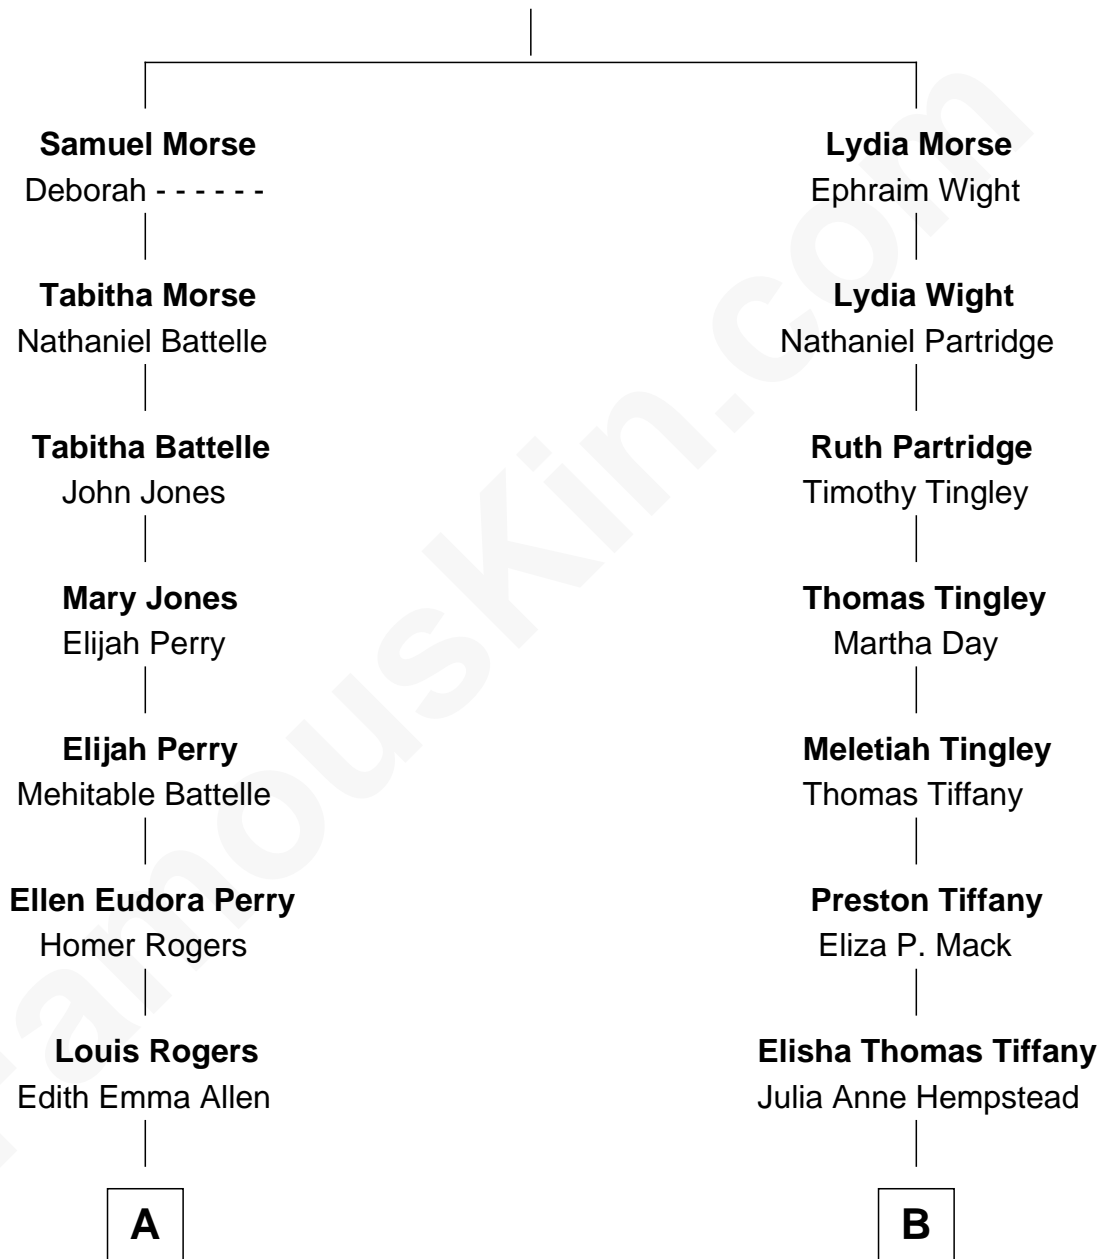 Samuel Morse
Deborah - - - - - -
Lydia Morse
Ephraim Wight
Tabitha Morse
Nathaniel Battelle
Lydia Wight
Nathaniel Partridge
Tabitha Battelle
John Jones
Ruth Partridge
Timothy Tingley
Mary Jones
Elijah Perry
Thomas Tingley
Martha Day
Elijah Perry
Mehitable Battelle
Meletiah Tingley
Thomas Tiffany
Ellen Eudora Perry
Homer Rogers
Preston Tiffany
Eliza P. Mack
Louis Rogers
Edith Emma Allen
Elisha Thomas Tiffany
Julia Anne Hempstead
A
B
FamousKin.com